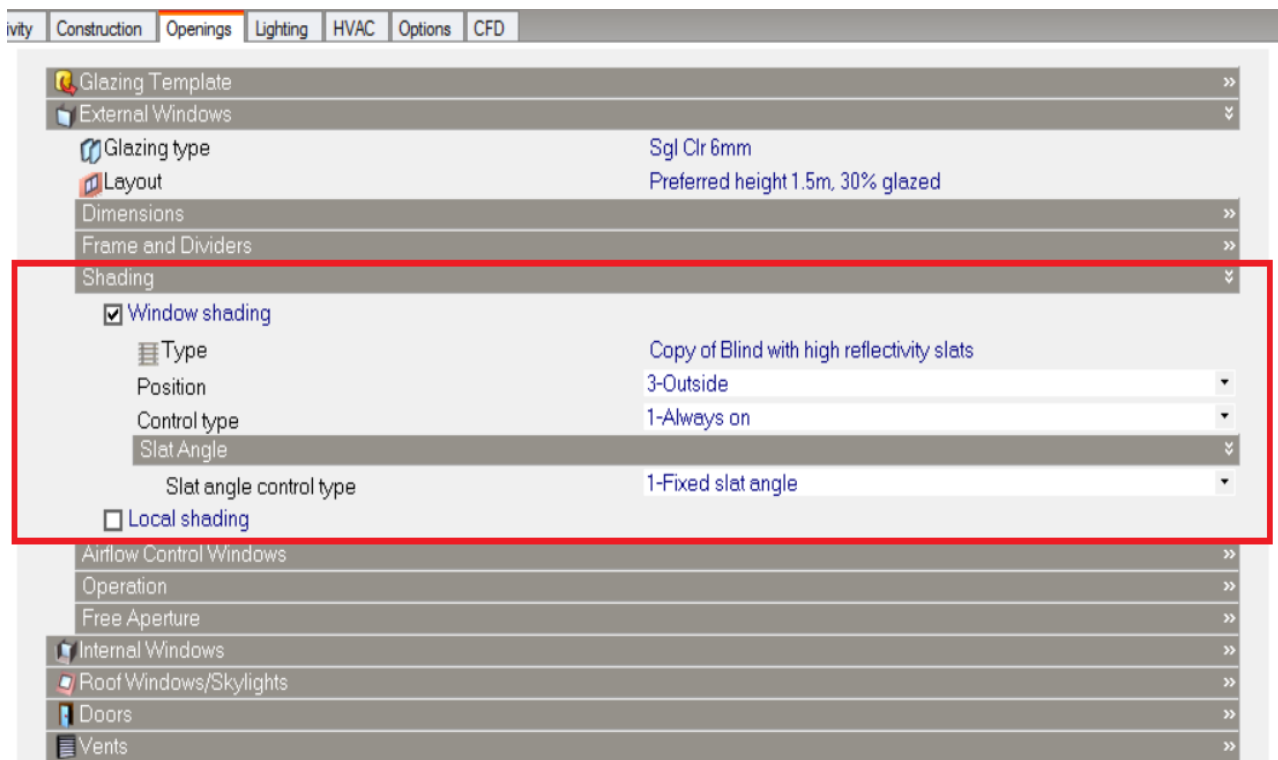 ivity Construction Openings Lighting HVAC Options CFD
Glazing Template
External Windows
Glazing type Sgl Clr 6mm
Layout Preferred height 1.5m, 30% glazed
Dimensions
Frame and Dividers
Shading
Window shading
Type Copy of Blind with high reflectivity slats
Position 3-Outside
Control type 1-Always on
Slat Angle
Slat angle control type 1-Fixed slat angle
Local shading
Airflow Control Windows
Operation
Free Aperture
Internal Windows
Roof Windows/Skylights
Doors
Vents